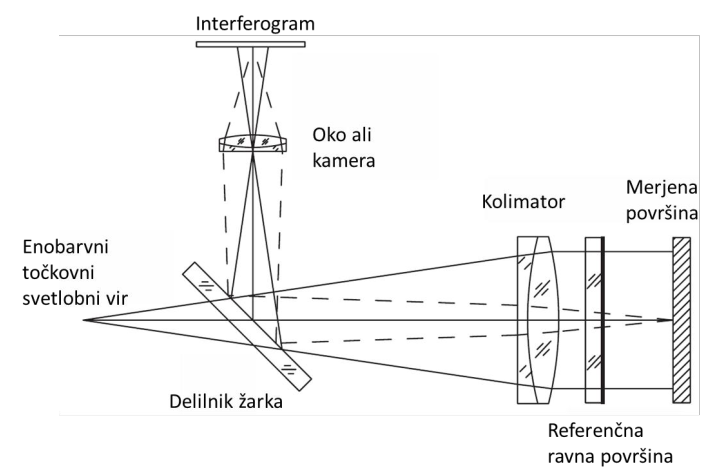 Interferogram
Oko ali
kamera
Kolimator
Merjena
površina
Enobarvni
točkovni
svetlobni vir
Delilnik žarka
Referenčna
ravna površina